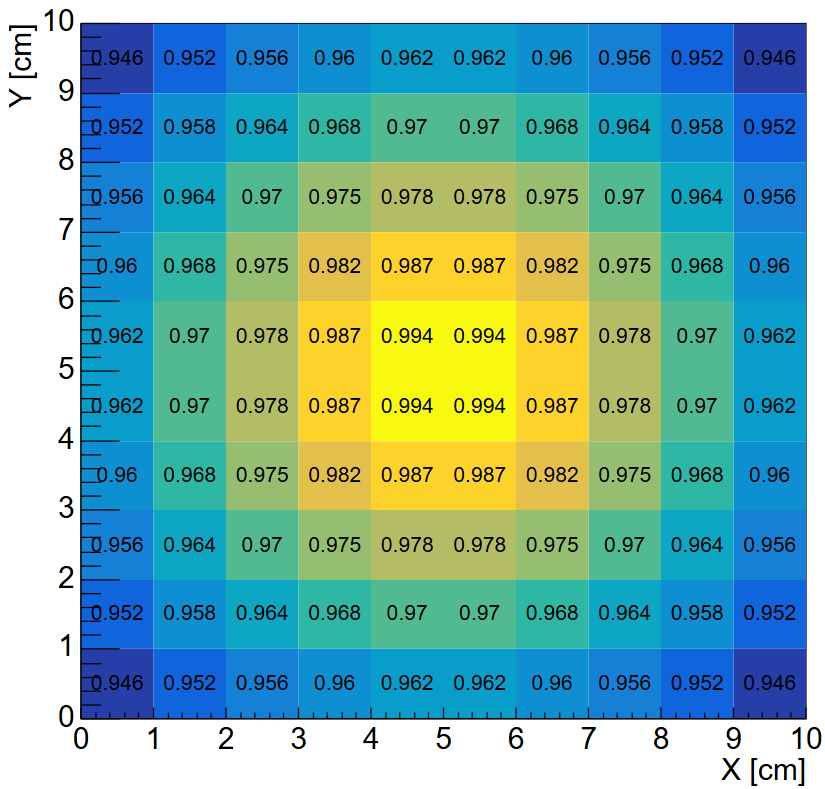 Y [cm]
10 0.946 0.952 0.956 0.96 0.962 0.962 0.96 0.956 0.952 0.946
9
0.952 0.958 0.964 0.968 0.97 0.97 0.968 0.964 0.958 0.952
8
0.956 0.964 0.97 0.975 0.978 0.978 0.975 0.97 0.964 0.956
7
0.96 0.968 0.975 0.982 0.987 0.987 0.982 0.975 0.968 0.96
6
0.962 0.97 0.978 0.987 0.994 0.994 0.987 0.978 0.97 0.962
5
0.962 0.97 0.978 0.987 0.994 0.994 0.987 0.978 0.97 0.962
4
0.96 0.968 0.975 0.982 0.987 0.987 0.982 0.975 0.968 0.96
3
0.956 0.964 0.97 0.975 0.978 0.978 0.975 0.97 0.964 0.956
2
0.952 0.958 0.964 0.968 0.97 0.97 0.968 0.964 0.958 0.952
1
0.946 0.952 0.956 0.96 0.962 0.962 0.96 0.956 0.952 0.946
0
0 1 2 3 4 5 6 7 8 9 10
X [cm]